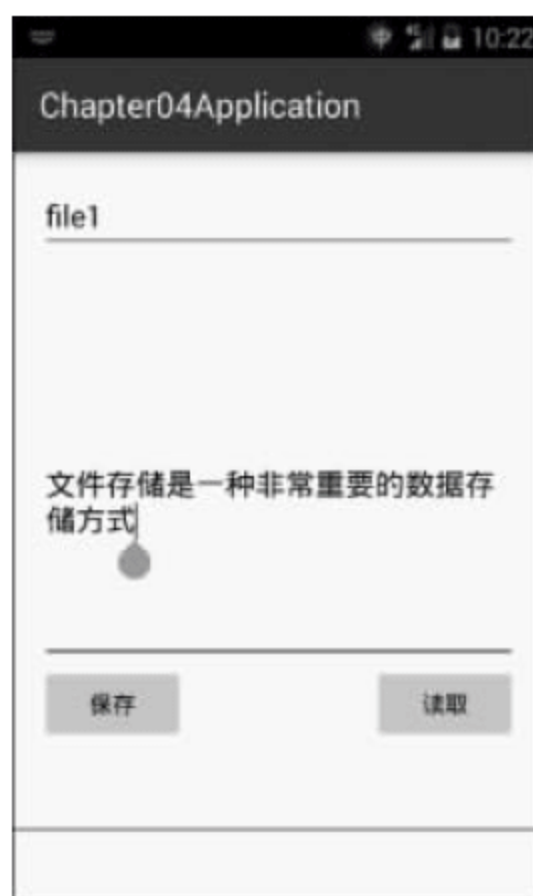 10:22
Chapter04Application
file1
文件存储是一种非常重要的数据存
储方式
保存
读取